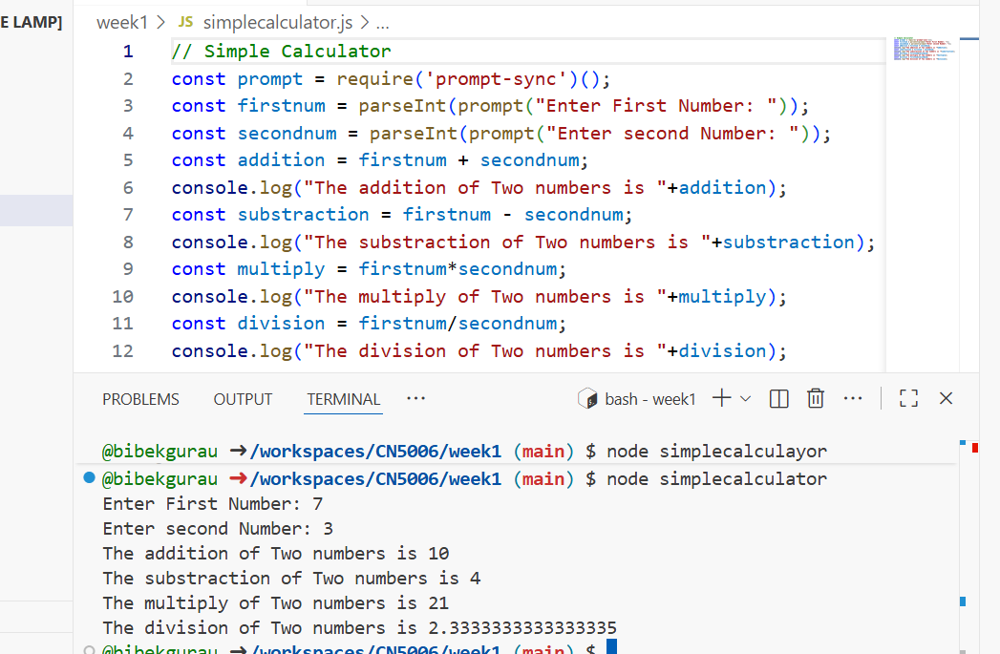 E LAMP]
week1 > JS simplecalculator.js > ...
1 // Simple Calculator
2 const prompt = require('prompt-sync')();
3 const firstnum = parseInt(prompt("Enter First Number: "));
4 const secondnum = parseInt(prompt("Enter second Number: "));
5 const addition = firstnum + secondnum;
6 console.log("The addition of Two numbers is "+addition);
7 const substraction = firstnum - secondnum;
8 console.log("The substraction of Two numbers is "+substraction);
9 const multiply = firstnum*secondnum;
10 console.log("The multiply of Two numbers is "+multiply);
11 const division = firstnum/secondnum;
12 console.log("The division of Two numbers is "+division);
PROBLEMS OUTPUT TERMINAL ... bash - week1
@bibekgurau →/workspaces/CN5006/week1 (main) $ node simplecalculayor
@bibekgurau →/workspaces/CN5006/week1 (main) $ node simplecalculator
Enter First Number: 7
Enter second Number: 3
The addition of Two numbers is 10
The substraction of Two numbers is 4
The multiply of Two numbers is 21
The division of Two numbers is 2.3333333333333335
@bibekgurau →/workspaces/CN5006/week1 (main) $